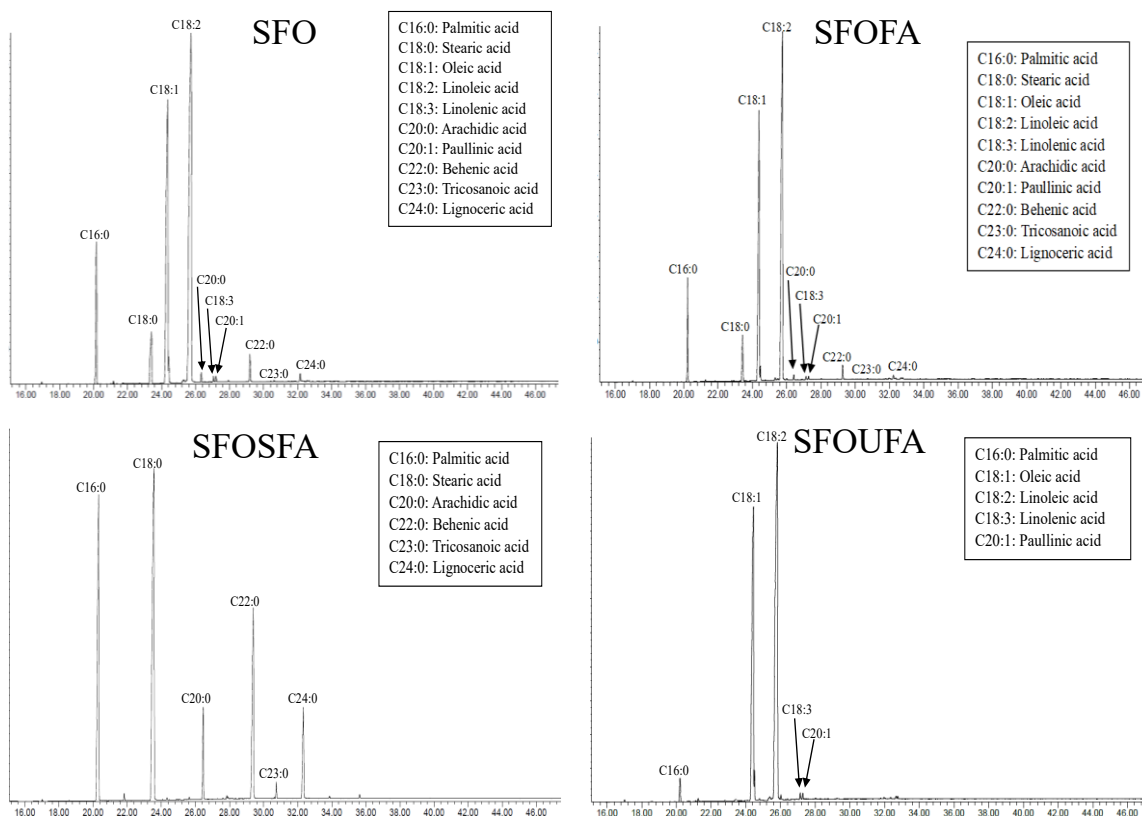 SFO
C18:2
C18:1
C16:0
C18:0
C20:0
C18:3
C20:1
C22:0
C23:0
C24:0
C16:0: Palmitic acid
C18:0: Stearic acid
C18:1: Oleic acid
C18:2: Linoleic acid
C18:3: Linolenic acid
C20:0: Arachidic acid
C20:1: Paullinic acid
C22:0: Behenic acid
C23:0: Tricosanoic acid
C24:0: Lignoceric acid
16.00 18.00 20.00 22.00 24.00 26.00 28.00 30.00 32.00 34.00 36.00 38.00 40.00 42.00 44.00 46.00
SFOFA
C18:2
C18:1
C16:0
C18:0
C20:0
C18:3
C20:1
C22:0
C23:0
C24:0
C16:0: Palmitic acid
C18:0: Stearic acid
C18:1: Oleic acid
C18:2: Linoleic acid
C18:3: Linolenic acid
C20:0: Arachidic acid
C20:1: Paullinic acid
C22:0: Behenic acid
C23:0: Tricosanoic acid
C24:0: Lignoceric acid
16.00 18.00 20.00 22.00 24.00 26.00 28.00 30.00 32.00 34.00 36.00 38.00 40.00 42.00 44.00 46.00
SFOSFA
C18:0
C16:0
C22:0
C20:0
C24:0
C23:0
C16:0: Palmitic acid
C18:0: Stearic acid
C20:0: Arachidic acid
C22:0: Behenic acid
C23:0: Tricosanoic acid
C24:0: Lignoceric acid
16.00 18.00 20.00 22.00 24.00 26.00 28.00 30.00 32.00 34.00 36.00 38.00 40.00 42.00 44.00 46.00
SFOUFA
C18:2
C18:1
C18:3
C20:1
C16:0
C16:0: Palmitic acid
C18:1: Oleic acid
C18:2: Linoleic acid
C18:3: Linolenic acid
C20:1: Paullinic acid
16.00 18.00 20.00 22.00 24.00 26.00 28.00 30.00 32.00 34.00 36.00 38.00 40.00 42.00 44.00 46.00